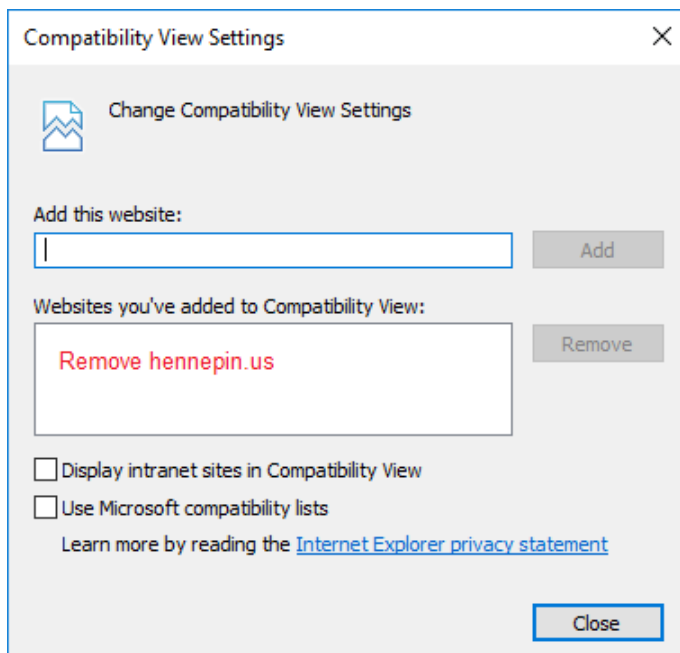 Compatibility View Settings
Change Compatibility View Settings
Add this website:
Add
Websites you've added to Compatibility View:
Remove hennepin.us
Remove
Display intranet sites in Compatibility View
Use Microsoft compatibility lists
Learn more by reading the Internet Explorer privacy statement
Close